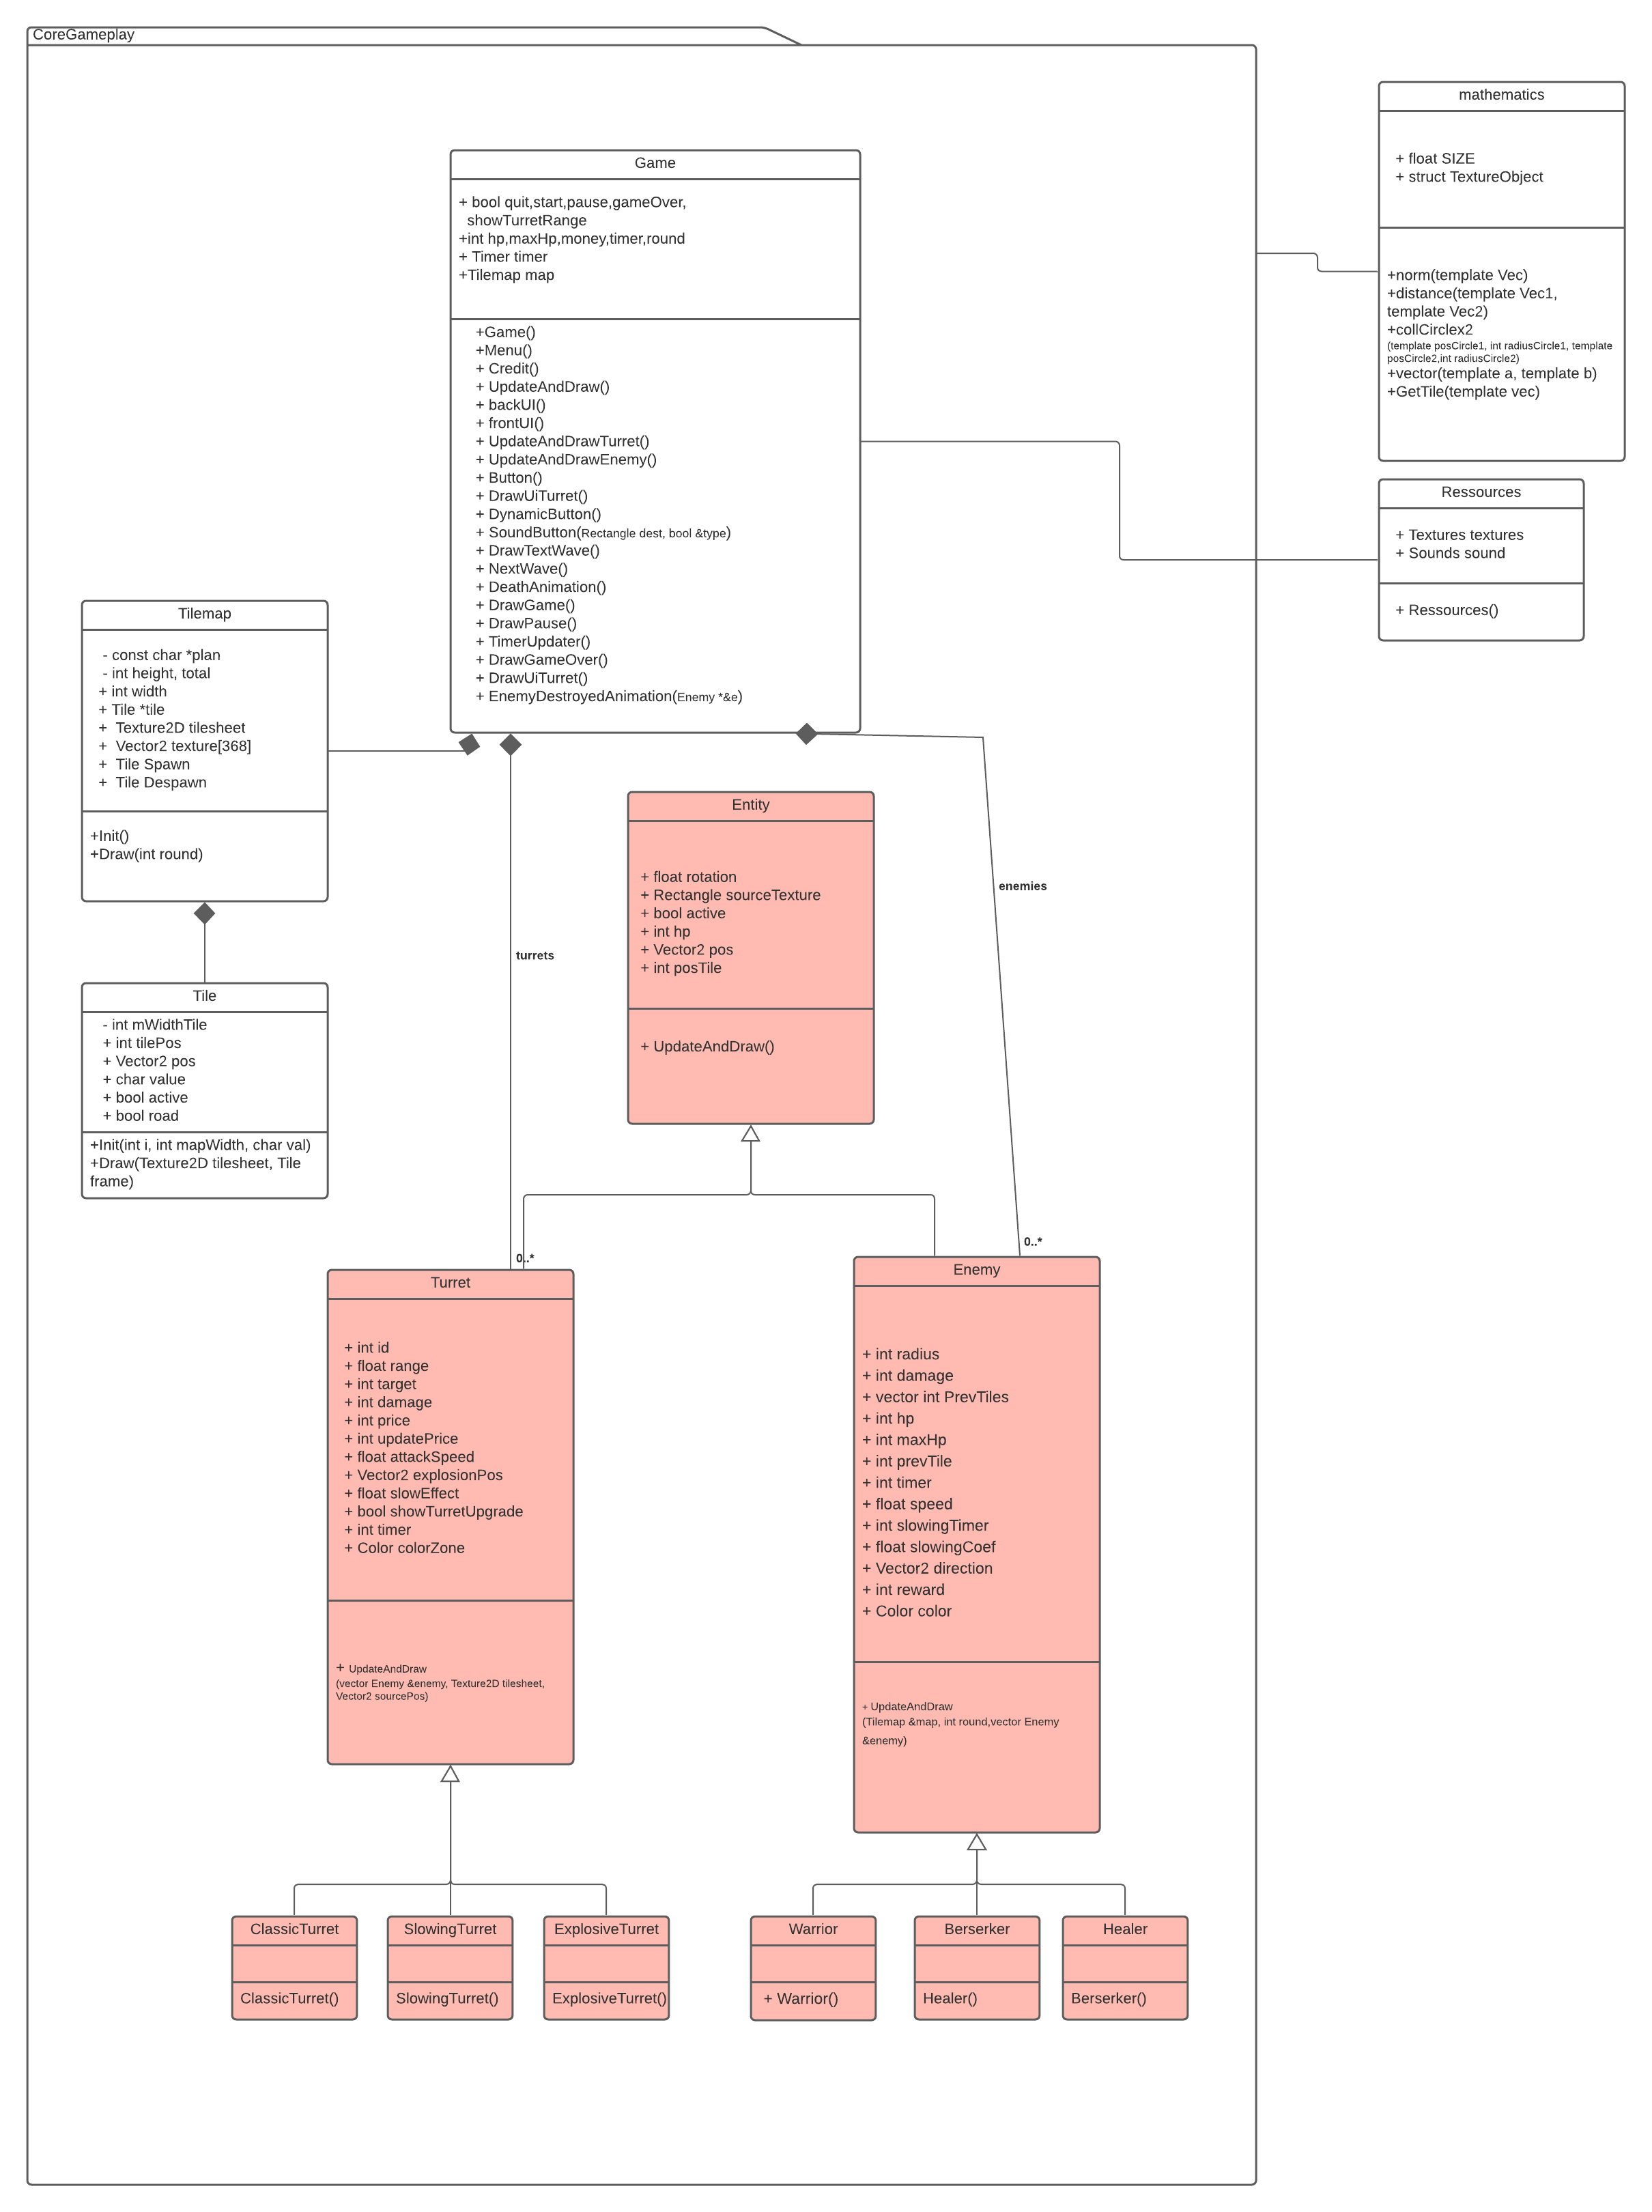 CoreGameplay
mathematics
+ float SIZE
+ struct TextureObject
+norm(template Vec)
+distance(template Vec1,
template Vec2)
+collCirclex2
(template posCircle1, int radiusCircle1, template
posCircle2,int radiusCircle2)
+vector(template a, template b)
+GetTile(template vec)
Game
+ bool quit,start,pause,gameOver,
showTurretRange
+int hp,maxHp,money,timer,round
+ Timer timer
+Tilemap map
+Game()
+Menu()
+ Credit()
+ UpdateAndDraw()
+ backUI()
+ frontUI()
+ UpdateAndDrawTurret()
+ UpdateAndDrawEnemy()
+ Button()
+ DrawUiTurret()
+ DynamicButton()
+ SoundButton(Rectangle dest, bool &type)
+ DrawTextWave()
+ NextWave()
+ DeathAnimation()
+ DrawGame()
+ DrawPause()
+ TimerUpdater()
+ DrawGameOver()
+ DrawUiTurret()
+ EnemyDestroyedAnimation(Enemy *&e)
Ressources
+ Textures textures
+ Sounds sound
+ Ressources()
Tilemap
- const char *plan
- int height, total
+ int width
+ Tile *tile
+ Texture2D tilesheet
+ Vector2 texture[368]
+ Tile Spawn
+ Tile Despawn
+Init()
+Draw(int round)
Entity
+ float rotation
+ Rectangle sourceTexture
+ bool active
+ int hp
+ Vector2 pos
+ int posTile
+ UpdateAndDraw()
enemies
turrets
Tile
- int mWidthTile
+ int tilePos
+ Vector2 pos
+ char value
+ bool active
+ bool road
+Init(int i, int mapWidth, char val)
+Draw(Texture2D tilesheet, Tile
frame)
0..*
0..*
Turret
+ int id
+ float range
+ int target
+ int damage
+ int price
+ int updatePrice
+ float attackSpeed
+ Vector2 explosionPos
+ float slowEffect
+ bool showTurretUpgrade
+ int timer
+ Color colorZone
+ UpdateAndDraw
(vector Enemy &enemy, Texture2D tilesheet,
Vector2 sourcePos)
Enemy
+ int radius
+ int damage
+ vector int PrevTiles
+ int hp
+ int maxHp
+ int prevTile
+ int timer
+ float speed
+ int slowingTimer
+ float slowingCoef
+ Vector2 direction
+ int reward
+ Color color
+ UpdateAndDraw
(Tilemap &map, int round,vector Enemy
&enemy)
ClassicTurret
ClassicTurret()
SlowingTurret
SlowingTurret()
ExplosiveTurret
ExplosiveTurret()
Warrior
+ Warrior()
Berserker
Healer()
Healer
Berserker()